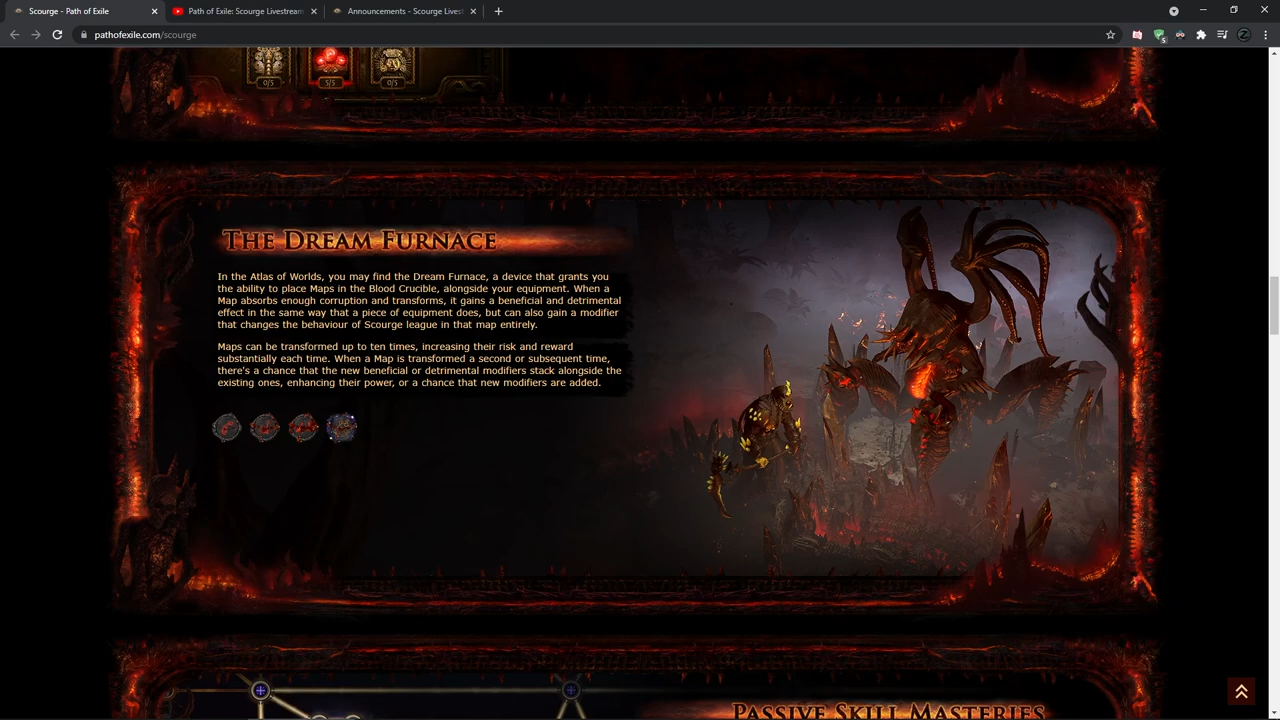 Scourge - Path of Exile
Path of Exile: Scourge Livestream
Announcements - Scourge Livest
pathofexile.com/scourge
5
Z
0/5
5/5
0/5
The Dream Furnace
In the Atlas of Worlds, you may find the Dream Furnace, a device that grants you
the ability to place Maps in the Blood Crucible, alongside your equipment. When a
Map absorbs enough corruption and transforms, it gains a beneficial and detrimental
effect in the same way that a piece of equipment does, but can also gain a modifier
that changes the behaviour of Scourge league in that map entirely.
Maps can be transformed up to ten times, increasing their risk and reward
substantially each time. When a Map is transformed a second or subsequent time,
there's a chance that the new beneficial or detrimental modifiers stack alongside the
existing ones, enhancing their power, or a chance that new modifiers are added.
Passive Skill Masteries